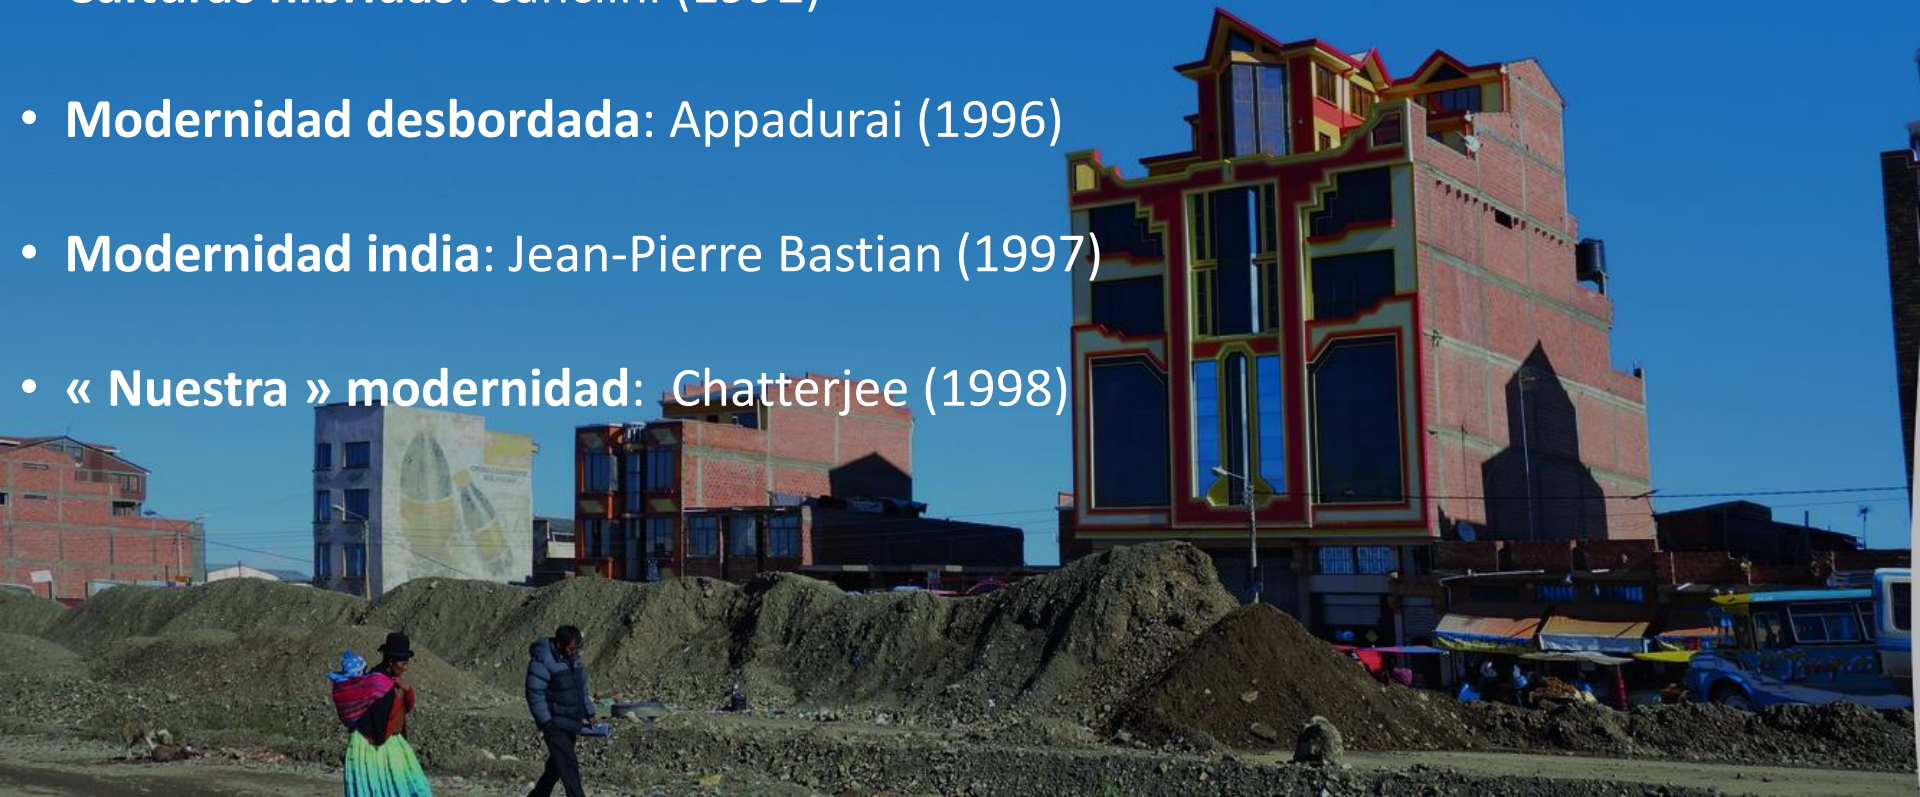 • Modernidad desbordada: Appadurai (1996)
• Modernidad india: Jean-Pierre Bastian (1997)
• « Nuestra » modernidad:  Chatterjee (1998)